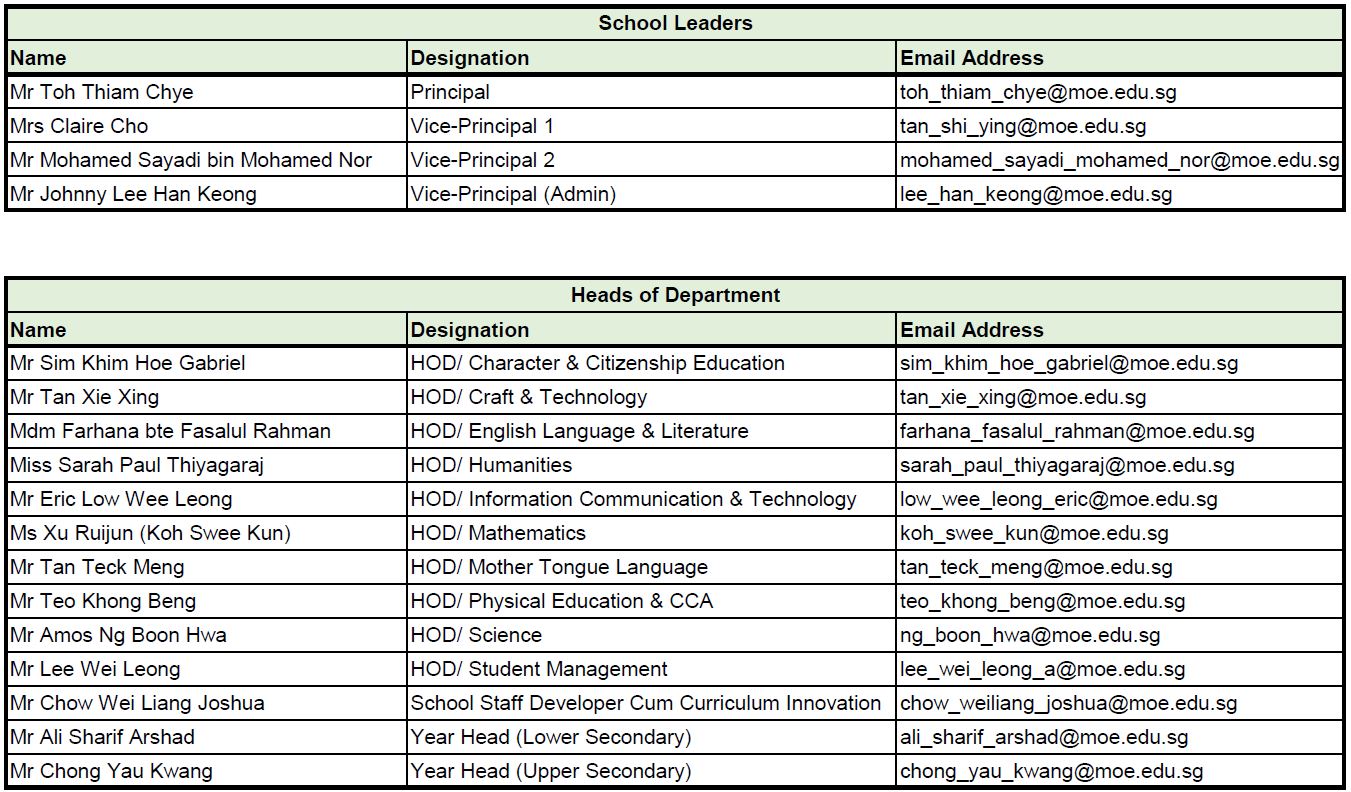 School Leaders
Name Designation Email Address
Mr Toh Thiam Chye Principal toh_thiam_chye@moe.edu.sg
Mrs Claire Cho Vice-Principal 1 tan_shi_ying@moe.edu.sg
Mr Mohamed Sayadi bin Mohamed Nor Vice-Principal 2 mohamed_sayadi_mohamed_nor@moe.edu.sg
Mr Johnny Lee Han Keong Vice-Principal (Admin) lee_han_keong@moe.edu.sg
Heads of Department
Name Designation Email Address
Mr Sim Khim Hoe Gabriel HOD/ Character & Citizenship Education sim_khim_hoe_gabriel@moe.edu.sg
Mr Tan Xie Xing HOD/ Craft & Technology tan_xie_xing@moe.edu.sg
Mdm Farhana bte Fasalul Rahman HOD/ English Language & Literature farhana_fasalul_rahman@moe.edu.sg
Miss Sarah Paul Thiyagaraj HOD/ Humanities sarah_paul_thiyagaraj@moe.edu.sg
Mr Eric Low Wee Leong HOD/ Information Communication & Technology low_wee_leong_eric@moe.edu.sg
Ms Xu Ruijun (Koh Swee Kun) HOD/ Mathematics koh_swee_kun@moe.edu.sg
Mr Tan Teck Meng HOD/ Mother Tongue Language tan_teck_meng@moe.edu.sg
Mr Teo Khong Beng HOD/ Physical Education & CCA teo_khong_beng@moe.edu.sg
Mr Amos Ng Boon Hwa HOD/ Science ng_boon_hwa@moe.edu.sg
Mr Lee Wei Leong HOD/ Student Management lee_wei_leong_a@moe.edu.sg
Mr Chow Wei Liang Joshua School Staff Developer Cum Curriculum Innovation chow_weiliang_joshua@moe.edu.sg
Mr Ali Sharif Arshad Year Head (Lower Secondary) ali_sharif_arshad@moe.edu.sg
Mr Chong Yau Kwang Year Head (Upper Secondary) chong_yau_kwang@moe.edu.sg